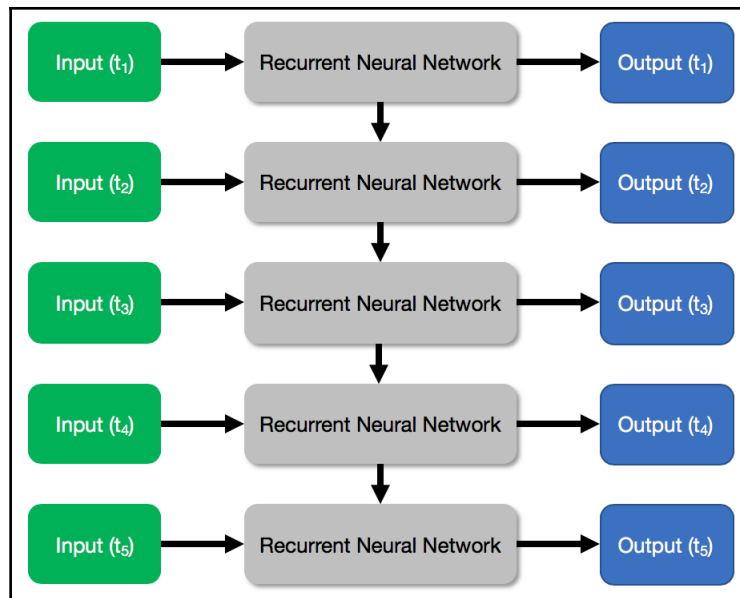 Input (t₁) Recurrent Neural Network Output (t₁)
Input (t₂) Recurrent Neural Network Output (t₂)
Input (t₃) Recurrent Neural Network Output (t₃)
Input (t₄) Recurrent Neural Network Output (t₄)
Input (t₅) Recurrent Neural Network Output (t₅)